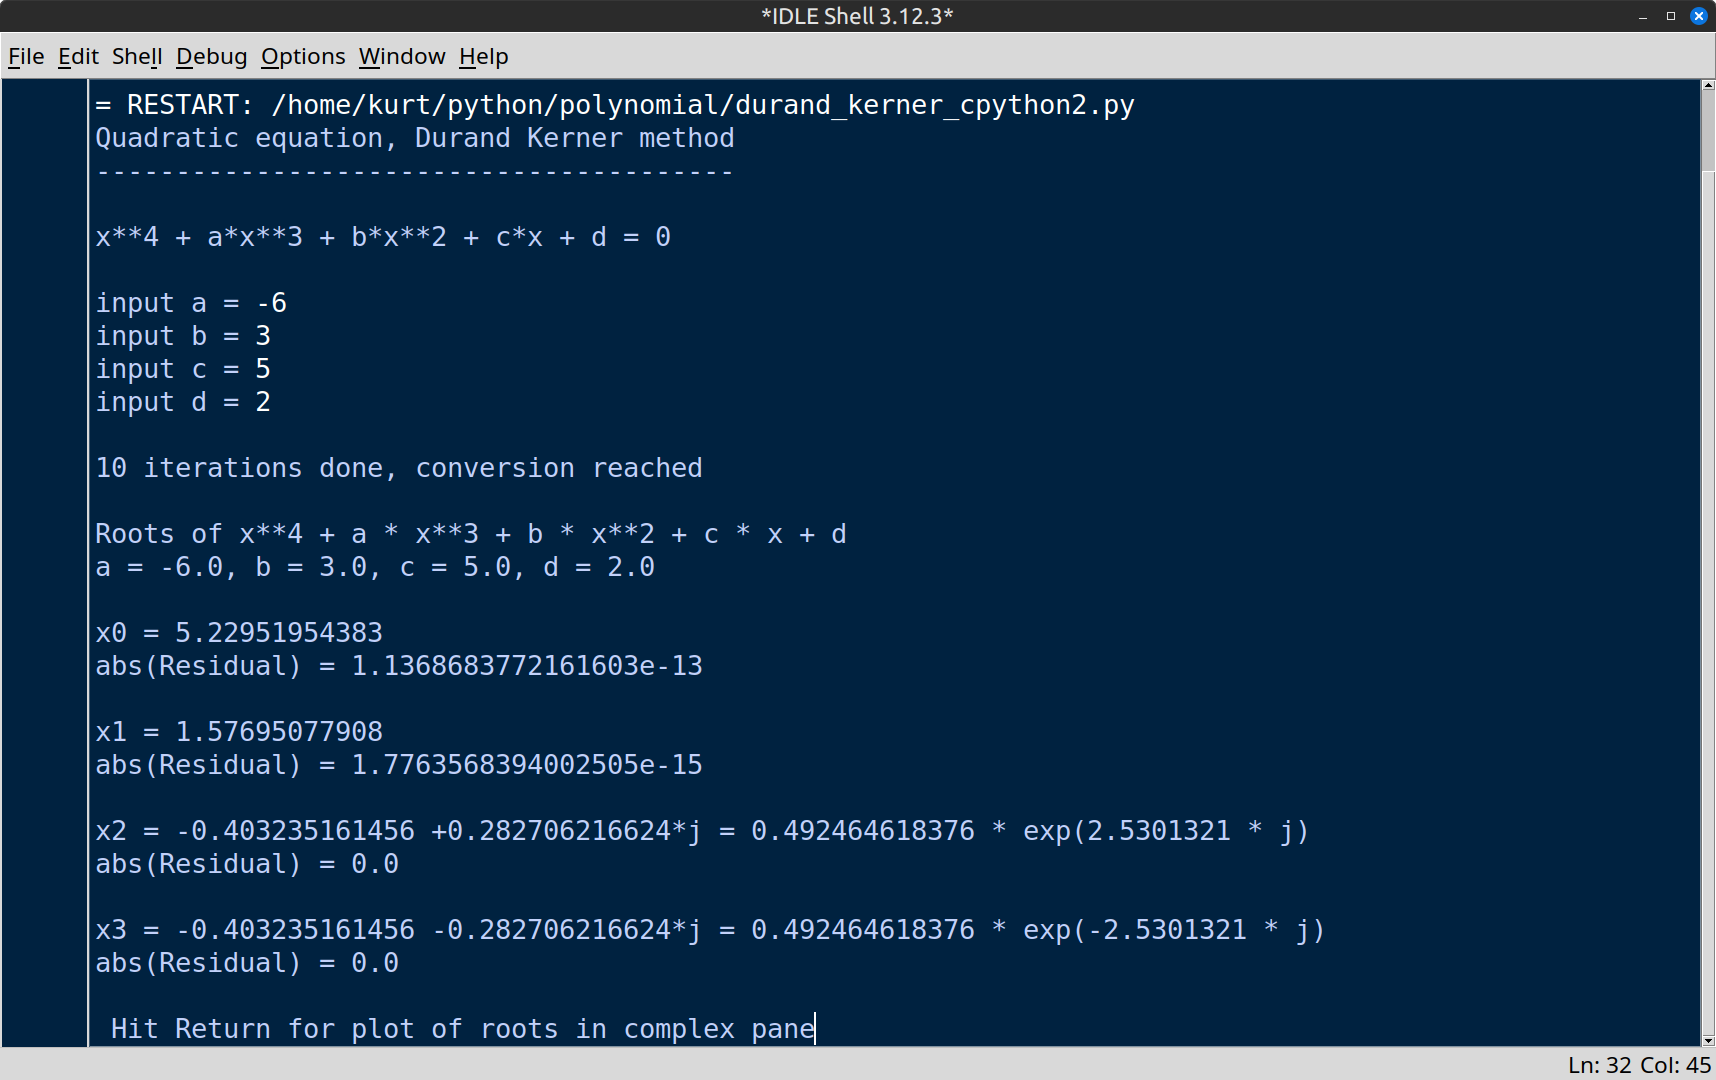 *IDLE Shell 3.12.3*
File Edit Shell Debug Options Window Help
= RESTART: /home/kurt/python/polynomial/durand_kerner_cpython2.py
Quadratic equation, Durand Kerner method
----------------------------------------
x**4 + a*x**3 + b*x**2 + c*x + d = 0
input a = -6
input b = 3
input c = 5
input d = 2
10 iterations done, conversion reached
Roots of x**4 + a * x**3 + b * x**2 + c * x + d
a = -6.0, b = 3.0, c = 5.0, d = 2.0
x0 = 5.22951954383
abs(Residual) = 1.1368683772161603e-13
x1 = 1.57695077908
abs(Residual) = 1.7763568394002505e-15
x2 = -0.403235161456 +0.282706216624*j = 0.492464618376 * exp(2.5301321 * j)
abs(Residual) = 0.0
x3 = -0.403235161456 -0.282706216624*j = 0.492464618376 * exp(-2.5301321 * j)
abs(Residual) = 0.0
Hit Return for plot of roots in complex pane
Ln: 32 Col: 45